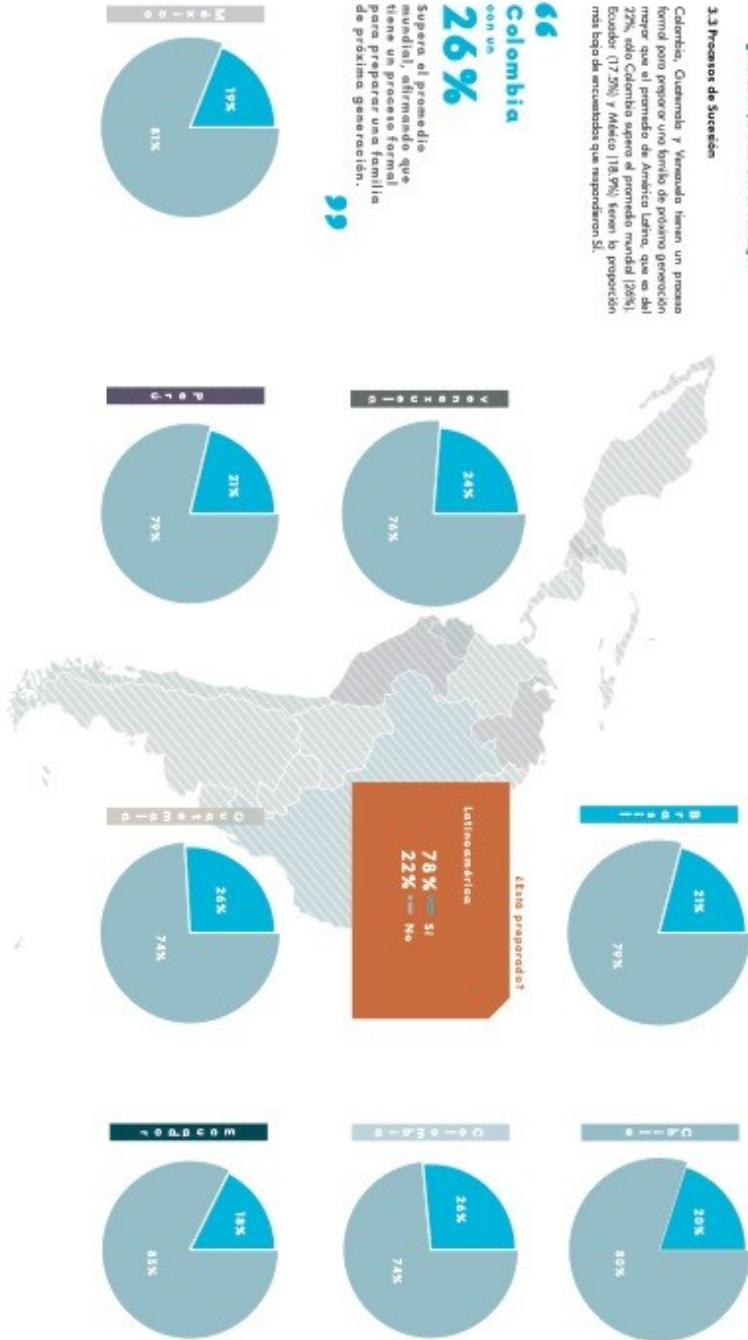 3.3 Procesos de Sucesión
Colombia, Guatemala y Venezuela tienen un proceso
formal para preparar una familia de próxima generación
mayor que el promedio de América Latina, que es del
22%, sólo Colombia supera el promedio mundial (26%).
Ecuador (17.5%) y México (18.9%) tienen la proporción
más baja de encuestados que respondieron Sí.
“
Colombia
con un
26%
Supera el promedio
mundial, afirmando que
tiene un proceso formal
para preparar una familia
de próxima generación.
”
México
19%
81%
Venezuela
24%
76%
Perú
21%
79%
Brasil
21%
79%
¿Está preparado?
Latinoamérica
78% Sí
22% No
Guatemala
26%
74%
Chile
20%
80%
Colombia
26%
74%
Ecuador
18%